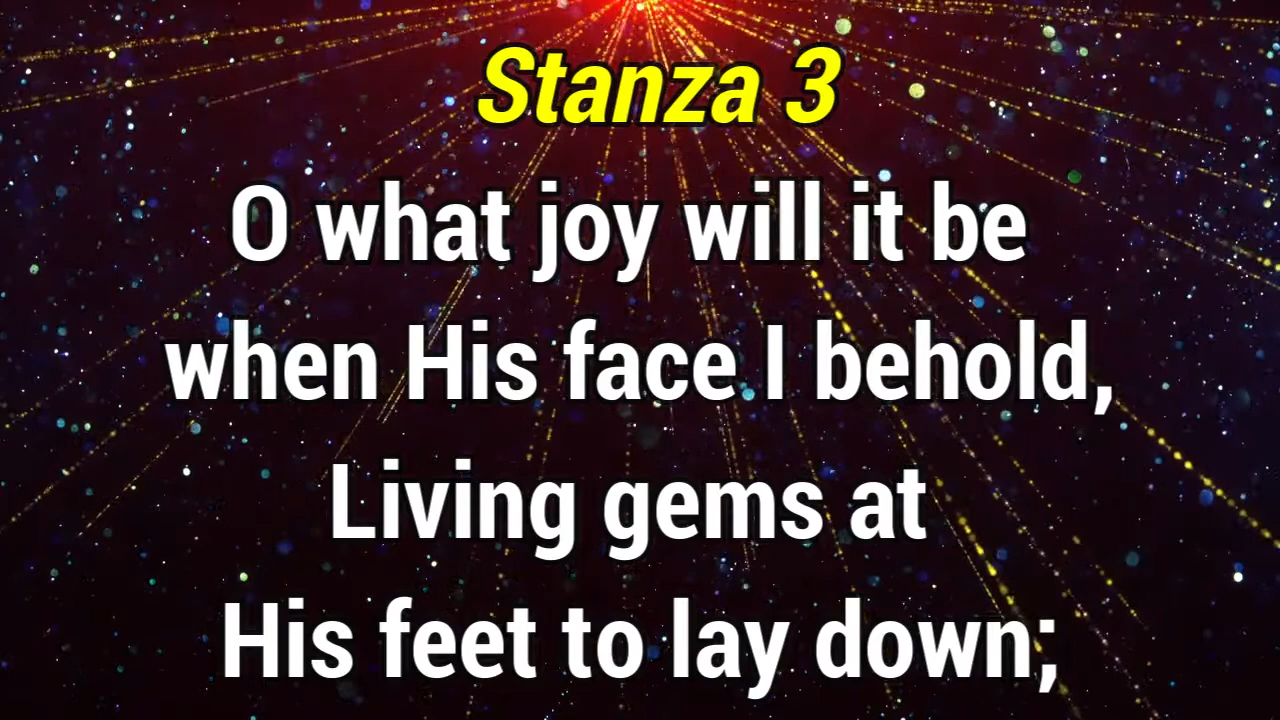 Stanza 3
O what joy will it be
when His face I behold,
Living gems at
His feet to lay down;